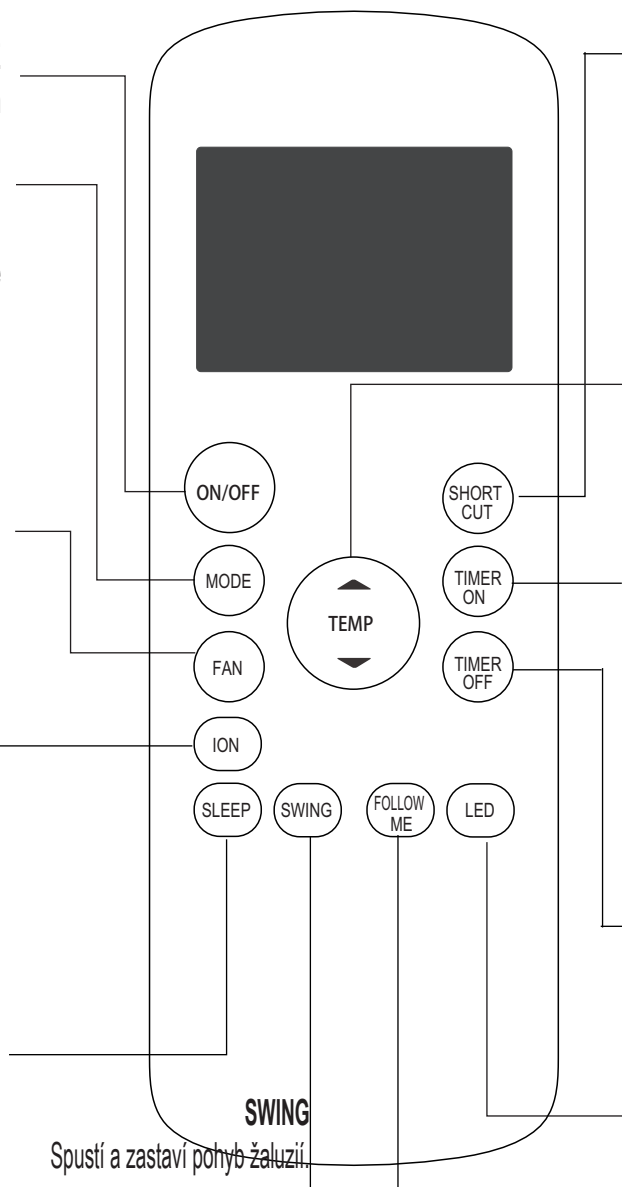 ON/OFF
SHORT
CUT
MODE
TEMP
TIMER
ON
FAN
TIMER
OFF
ION
SLEEP
SWING
FOLLOW
ME
LED
SWING
Spustí a zastaví pohyb žaluzií.